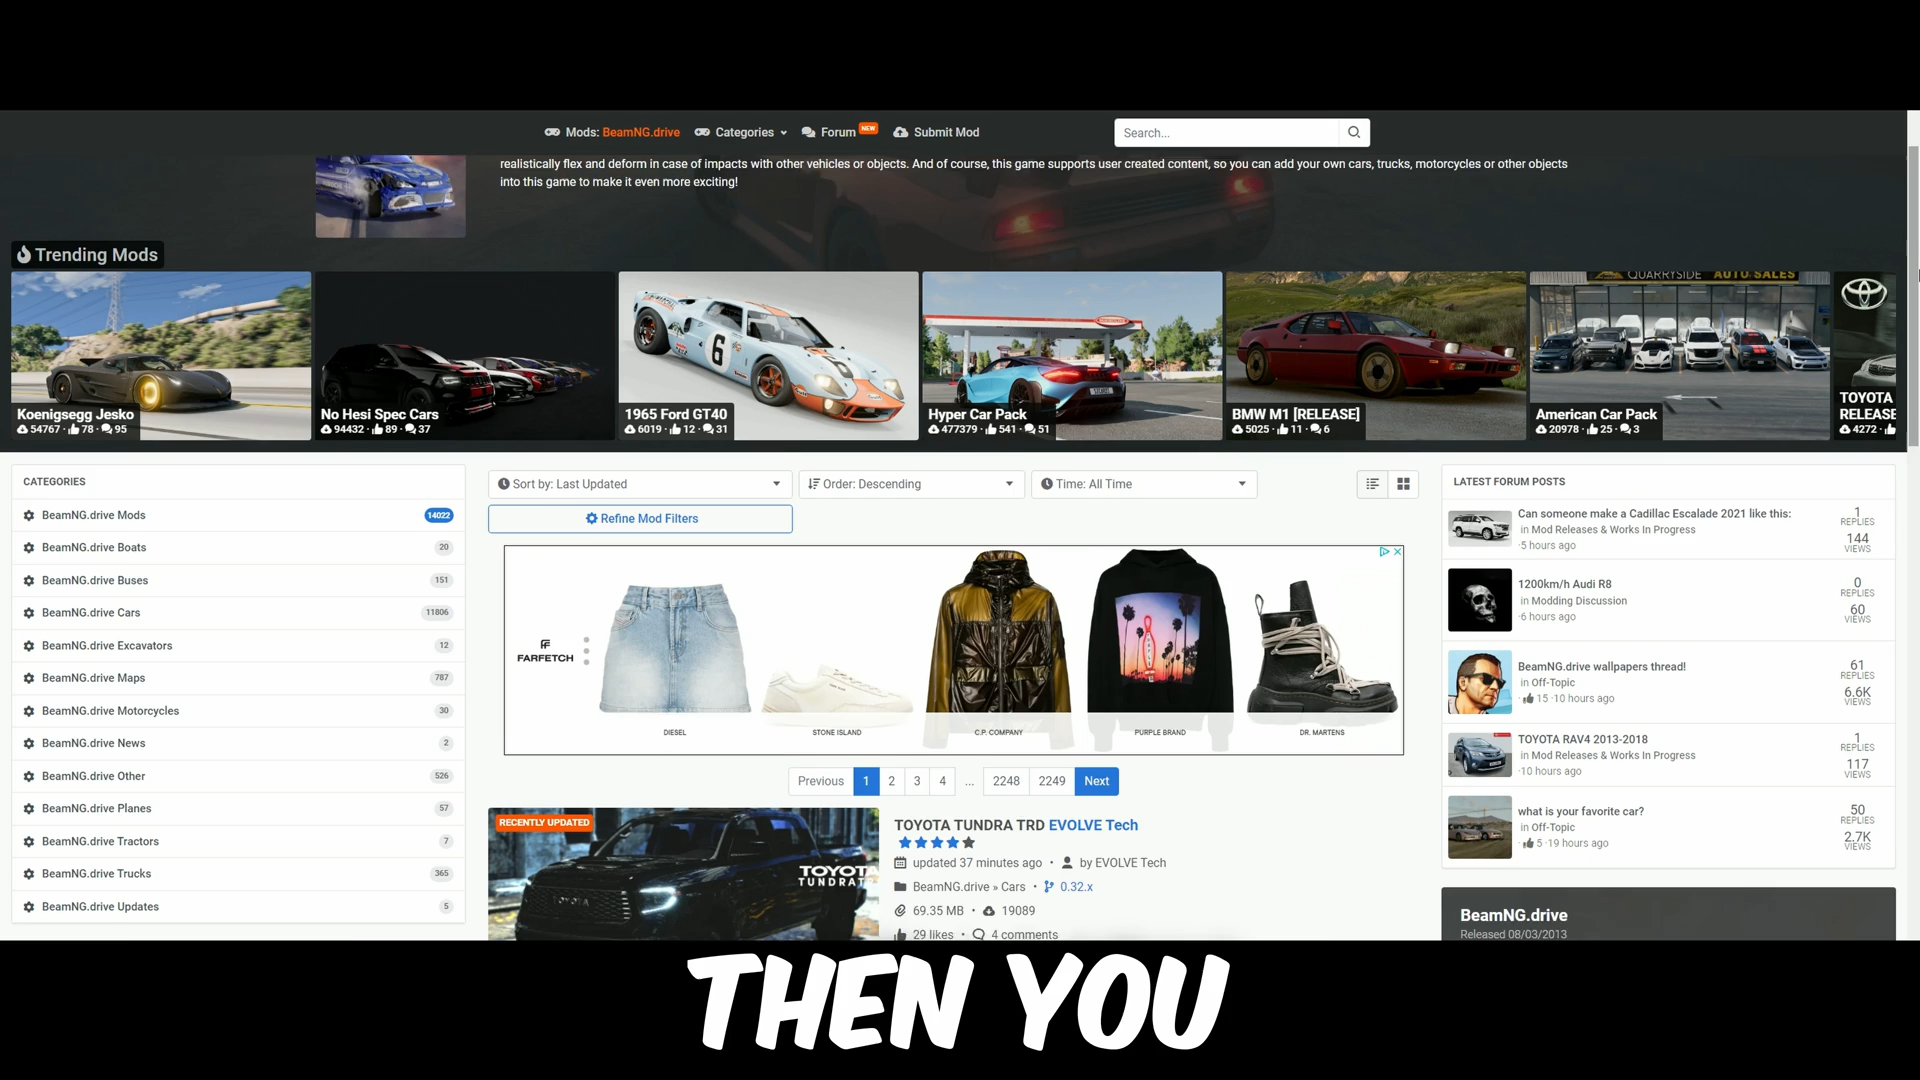 Mods: BeamNG.drive
Categories
Forum NEW
Submit Mod
Search...
realistically flex and deform in case of impacts with other vehicles or objects. And of course, this game supports user created content, so you can add your own cars, trucks, motorcycles or other objects
into this game to make it even more exciting!
Trending Mods
Koenigsegg Jesko
54767 · 78 · 95
No Hesi Spec Cars
94432 · 89 · 37
6
1965 Ford GT40
6019 · 12 · 31
Hyper Car Pack
477379 · 541 · 51
BMW M1 [RELEASE]
5025 · 11 · 6
QUARRYSIDE AUTO SALES
American Car Pack
20978 · 25 · 3
TOYOTA
RELEASE
4272 ·
CATEGORIES
BeamNG.drive Mods 14022
BeamNG.drive Boats 20
BeamNG.drive Buses 151
BeamNG.drive Cars 11806
BeamNG.drive Excavators 12
BeamNG.drive Maps 787
BeamNG.drive Motorcycles 30
BeamNG.drive News 2
BeamNG.drive Other 526
BeamNG.drive Planes 57
BeamNG.drive Tractors 7
BeamNG.drive Trucks 365
BeamNG.drive Updates 5
Sort by: Last Updated
Order: Descending
Time: All Time
Refine Mod Filters
FARFETCH
DIESEL
STONE ISLAND
C.P. COMPANY
PURPLE BRAND
DR. MARTENS
Previous 1 2 3 4 ... 2248 2249 Next
RECENTLY UPDATED
TOYOTA
TUNDRA
TOYOTA TUNDRA TRD EVOLVE Tech
updated 37 minutes ago • by EVOLVE Tech
BeamNG.drive » Cars • 0.32.x
69.35 MB • 19089
29 likes • 4 comments
LATEST FORUM POSTS
Can someone make a Cadillac Escalade 2021 like this:
in Mod Releases & Works In Progress
·5 hours ago
1
REPLIES
144
VIEWS
1200km/h Audi R8
in Modding Discussion
·6 hours ago
0
REPLIES
60
VIEWS
BeamNG.drive wallpapers thread!
in Off-Topic
· 15 ·10 hours ago
61
REPLIES
6.6K
VIEWS
TOYOTA RAV4 2013-2018
in Mod Releases & Works In Progress
·10 hours ago
1
REPLIES
117
VIEWS
what is your favorite car?
in Off-Topic
· 5 ·19 hours ago
50
REPLIES
2.7K
VIEWS
BeamNG.drive
Released 08/03/2013
THEN YOU